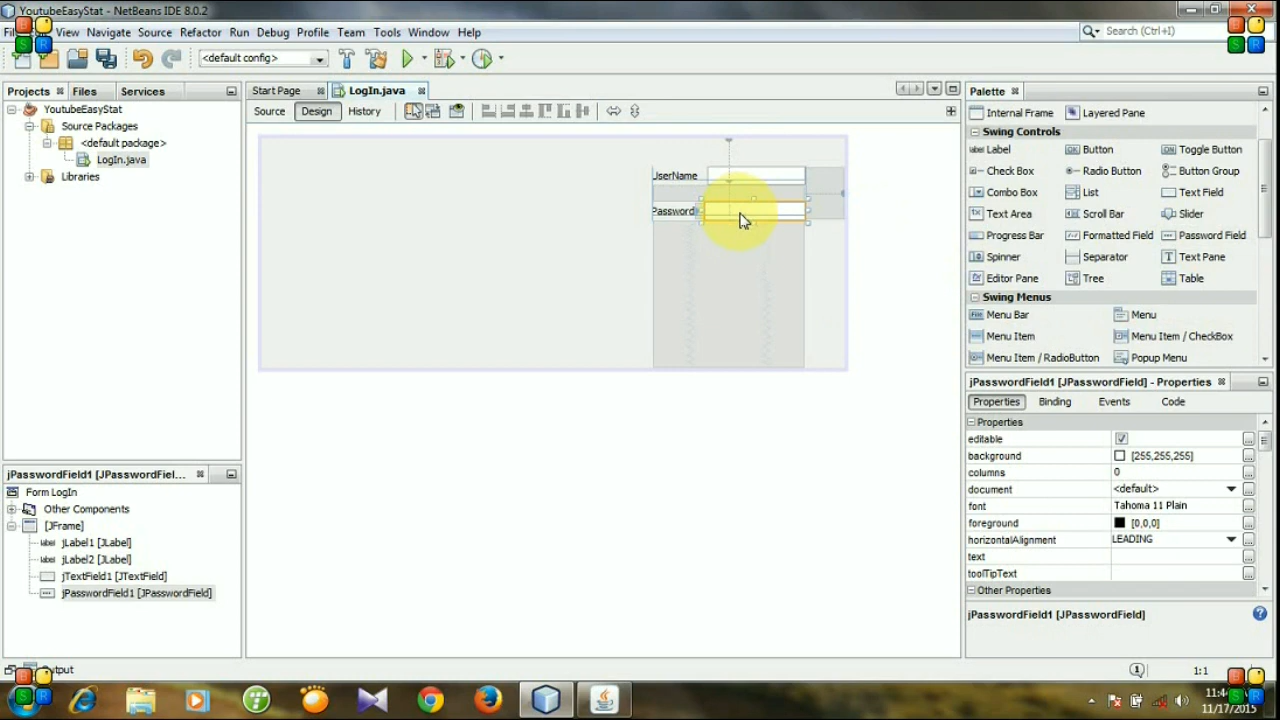 YoutubeEasyStat - NetBeans IDE 8.0.2
View Navigate Source Refactor Run Debug Profile Team Tools Window Help
Search (Ctrl+I)
<default config>
Projects Files Services
Start Page LogIn.java
Palette
Source Design History
YoutubeEasyStat
Source Packages
<default package>
LogIn.java
Libraries
UserName
Password
Internal Frame Layered Pane
Swing Controls
label Label OK Button OK Toggle Button
Check Box Radio Button Button Group
Combo Box List Text Field
Text Area Scroll Bar Slider
Progress Bar Formatted Field Password Field
Spinner Separator Text Pane
Editor Pane Tree Table
Swing Menus
Menu Bar Menu
Menu Item Menu Item / CheckBox
Menu Item / RadioButton Popup Menu
jPasswordField1 [JPasswordField] - Properties
Properties Binding Events Code
Properties
editable
background [255,255,255]
columns 0
document <default>
font Tahoma 11 Plain
foreground [0,0,0]
horizontalAlignment LEADING
text
toolTipText
Other Properties
jPasswordField1 [JPasswordField]
jPasswordField1 [JPasswordFiel...
Form LogIn
Other Components
[JFrame]
label jLabel1 [JLabel]
label jLabel2 [JLabel]
jTextField1 [JTextField]
jPasswordField1 [JPasswordField]
1:1
11/17/2015